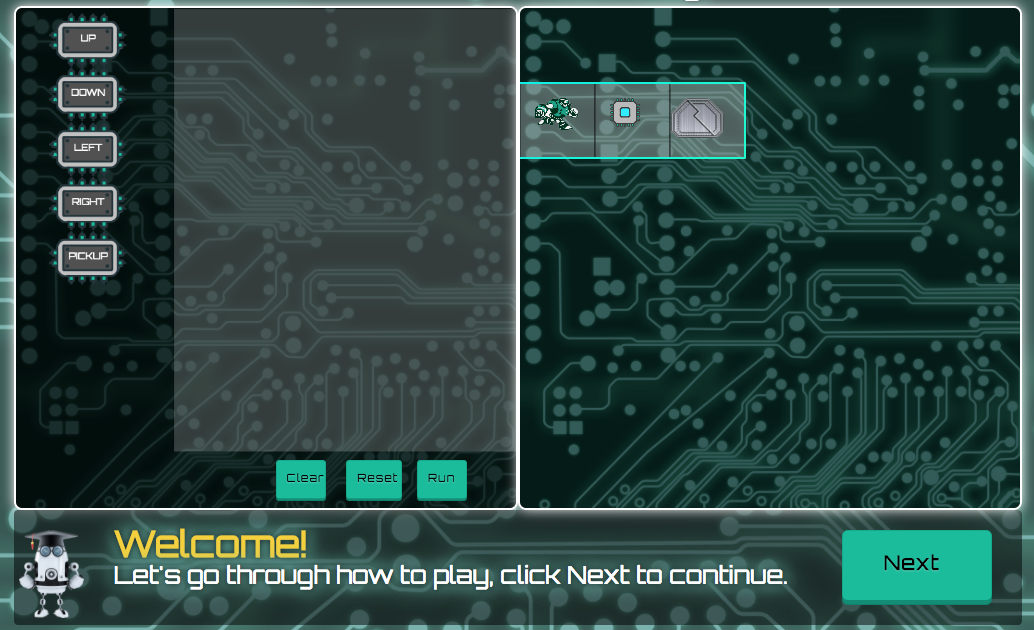 UP
DOWN
LEFT
RIGHT
PICKUP
Clear
Reset
Run
Welcome!
Let's go through how to play, click Next to continue.
Next